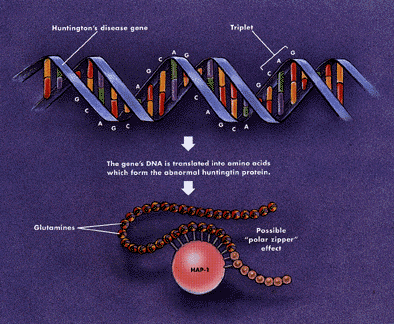 Huntington's disease gene
Triplet
G C A G C A G C A G C A G C A G
The gene's DNA is translated into amino acids
which form the abnormal huntingtin protein.
Glutamines
Possible
"polar zipper"
effect
HAP-1